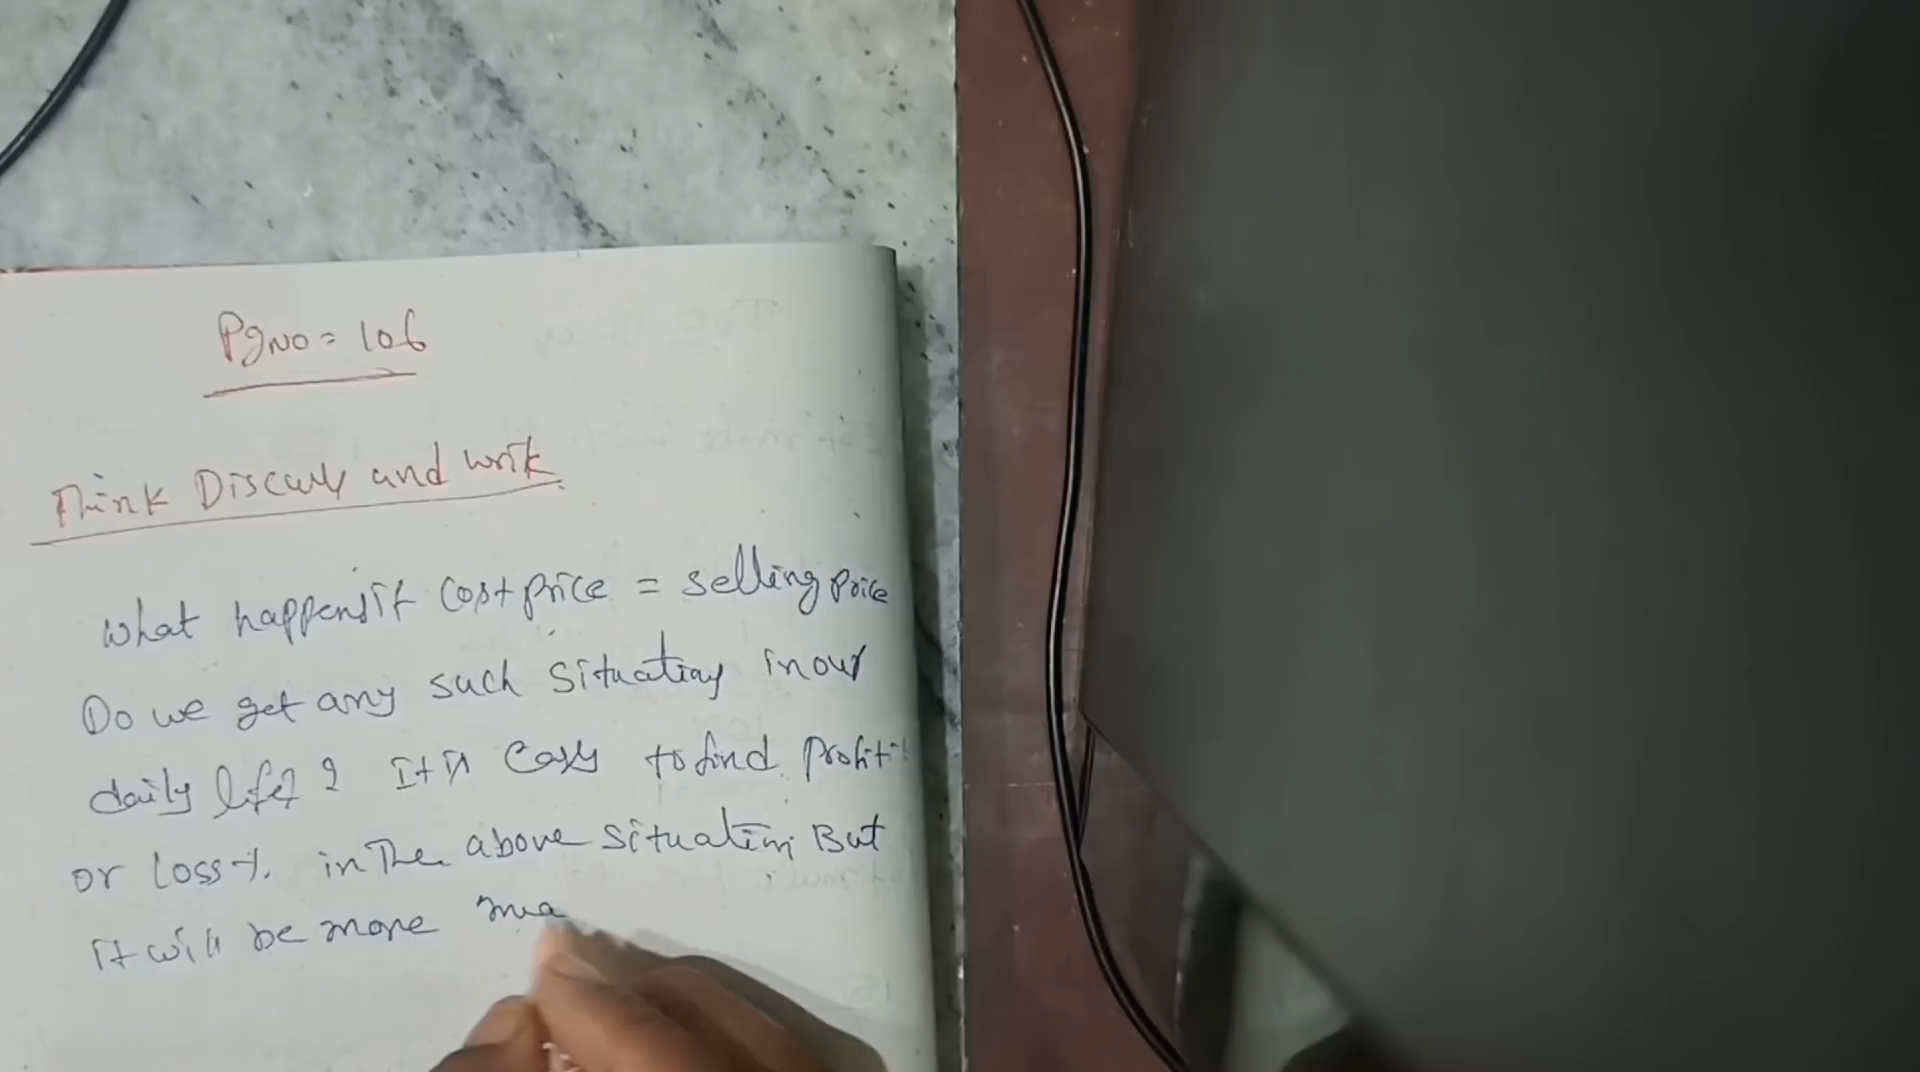 PgNO = 106
Think Discuss and write
What happens if Cost price = selling price
Do we get any such situations in our
daily life? It is easy to find Profit %
or loss %. in the above situation. But
it will be more mea